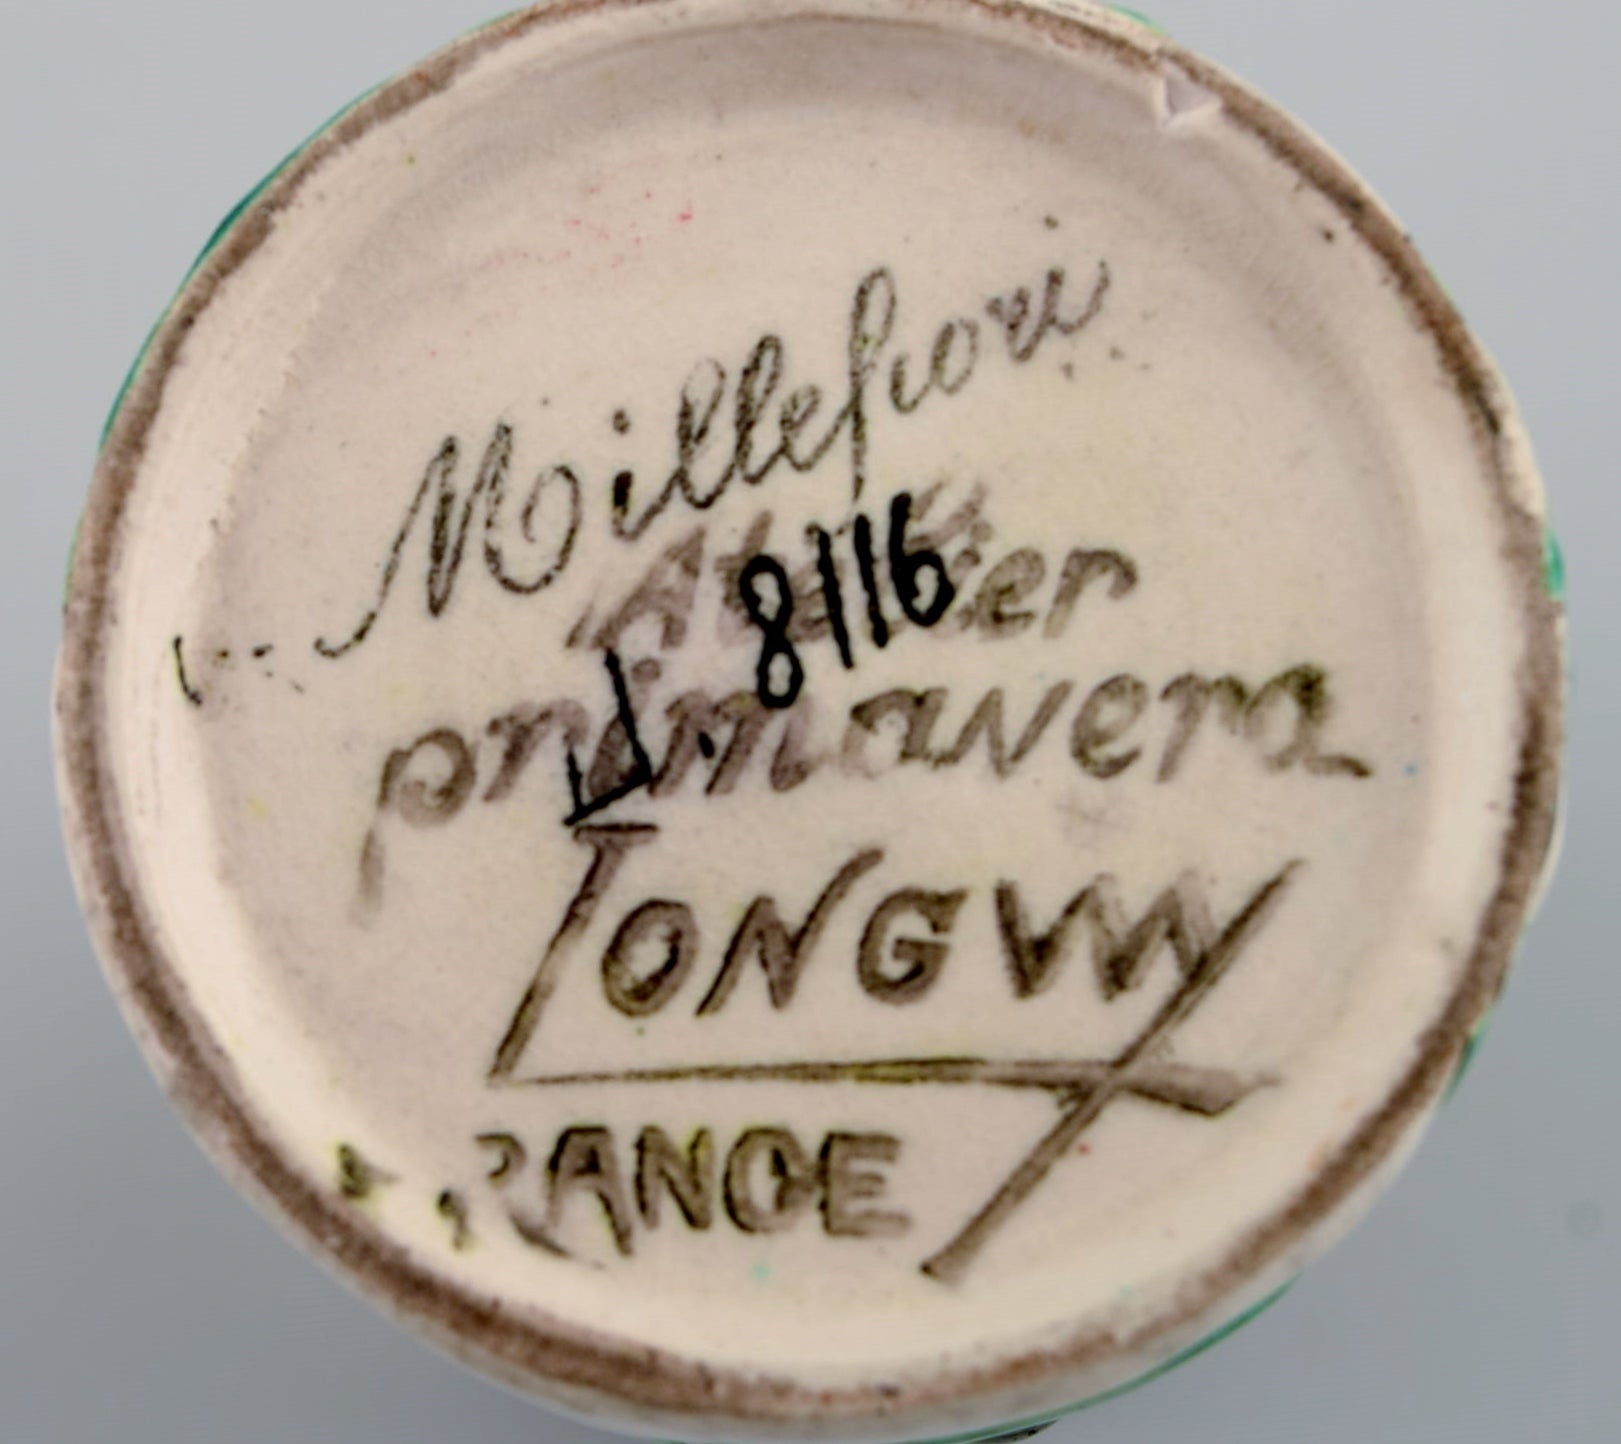 Millefiori
8116
Atelier
primavera
LONGWY
FRANCE